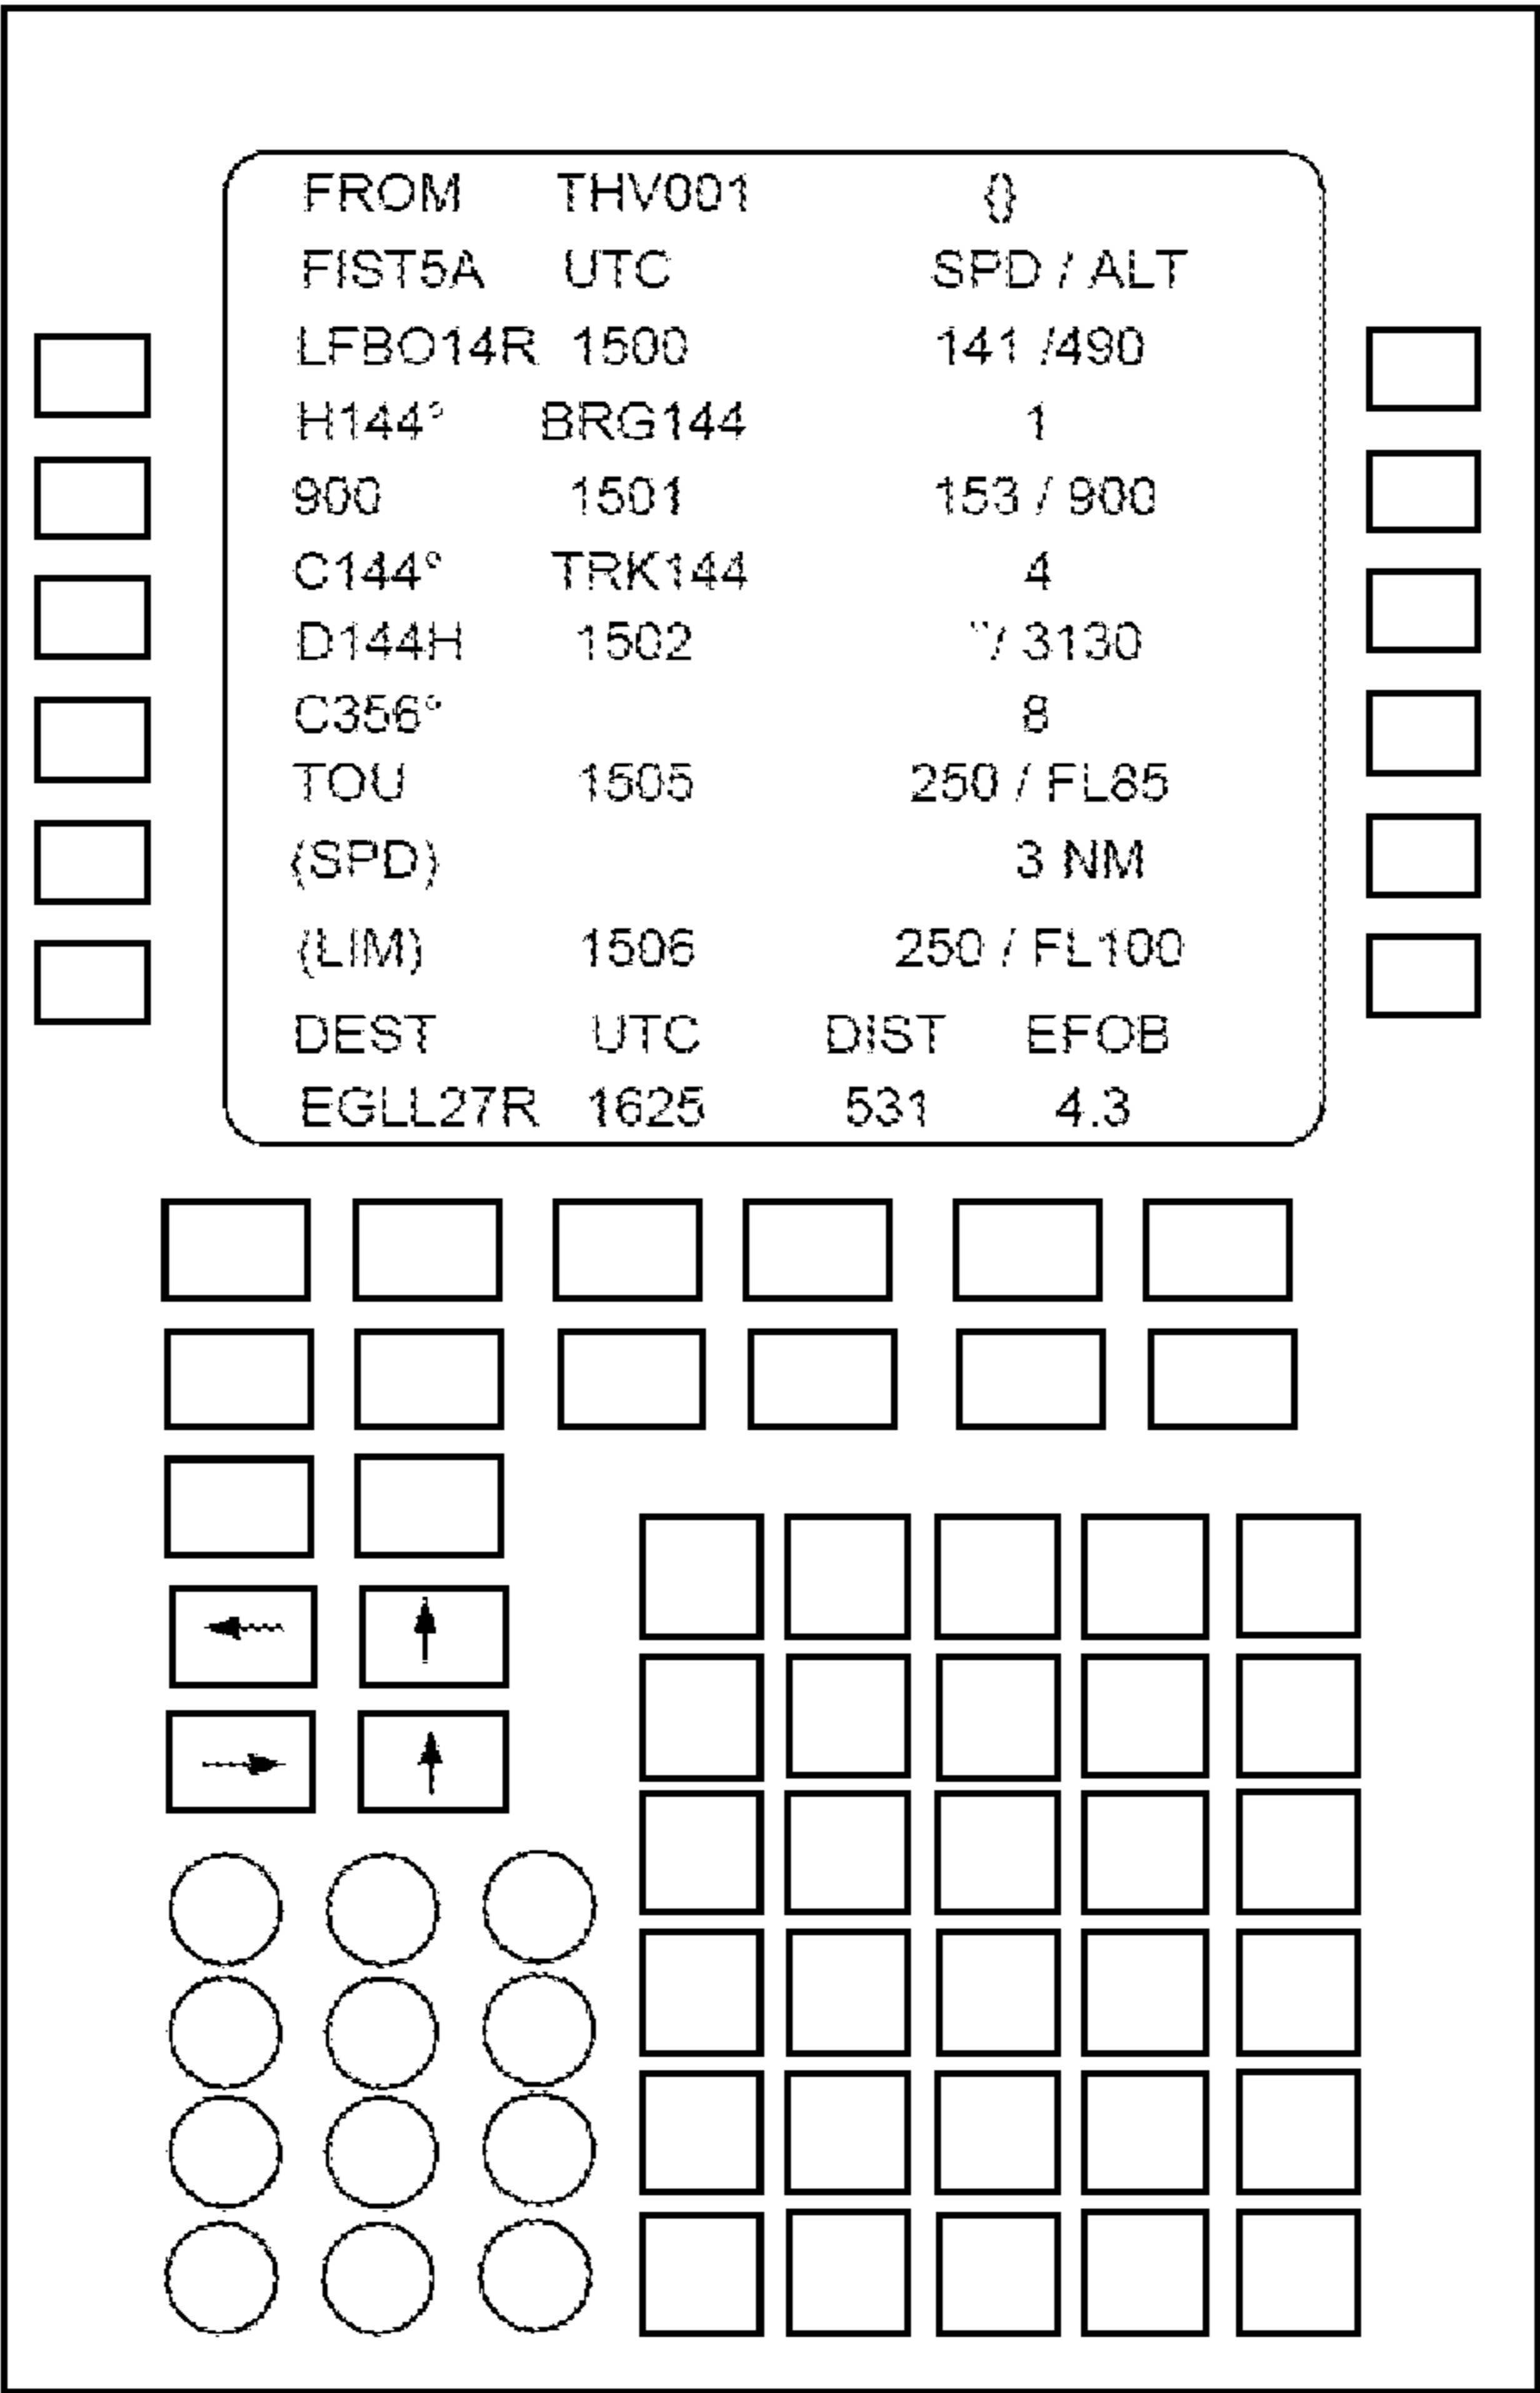 FROM THV001 {}
FIST5A UTC SPD / ALT
LFBO14R 1500 141 /490
H144° BRG144 1
900 1501 153 / 900
C144° TRK144 4
D144H 1502 "/ 3130
C356° 8
TOU 1505 250 / FL85
(SPD) 3 NM
(LIM) 1506 250 / FL100
DEST UTC DIST EFOB
EGLL27R 1625 531 4.3